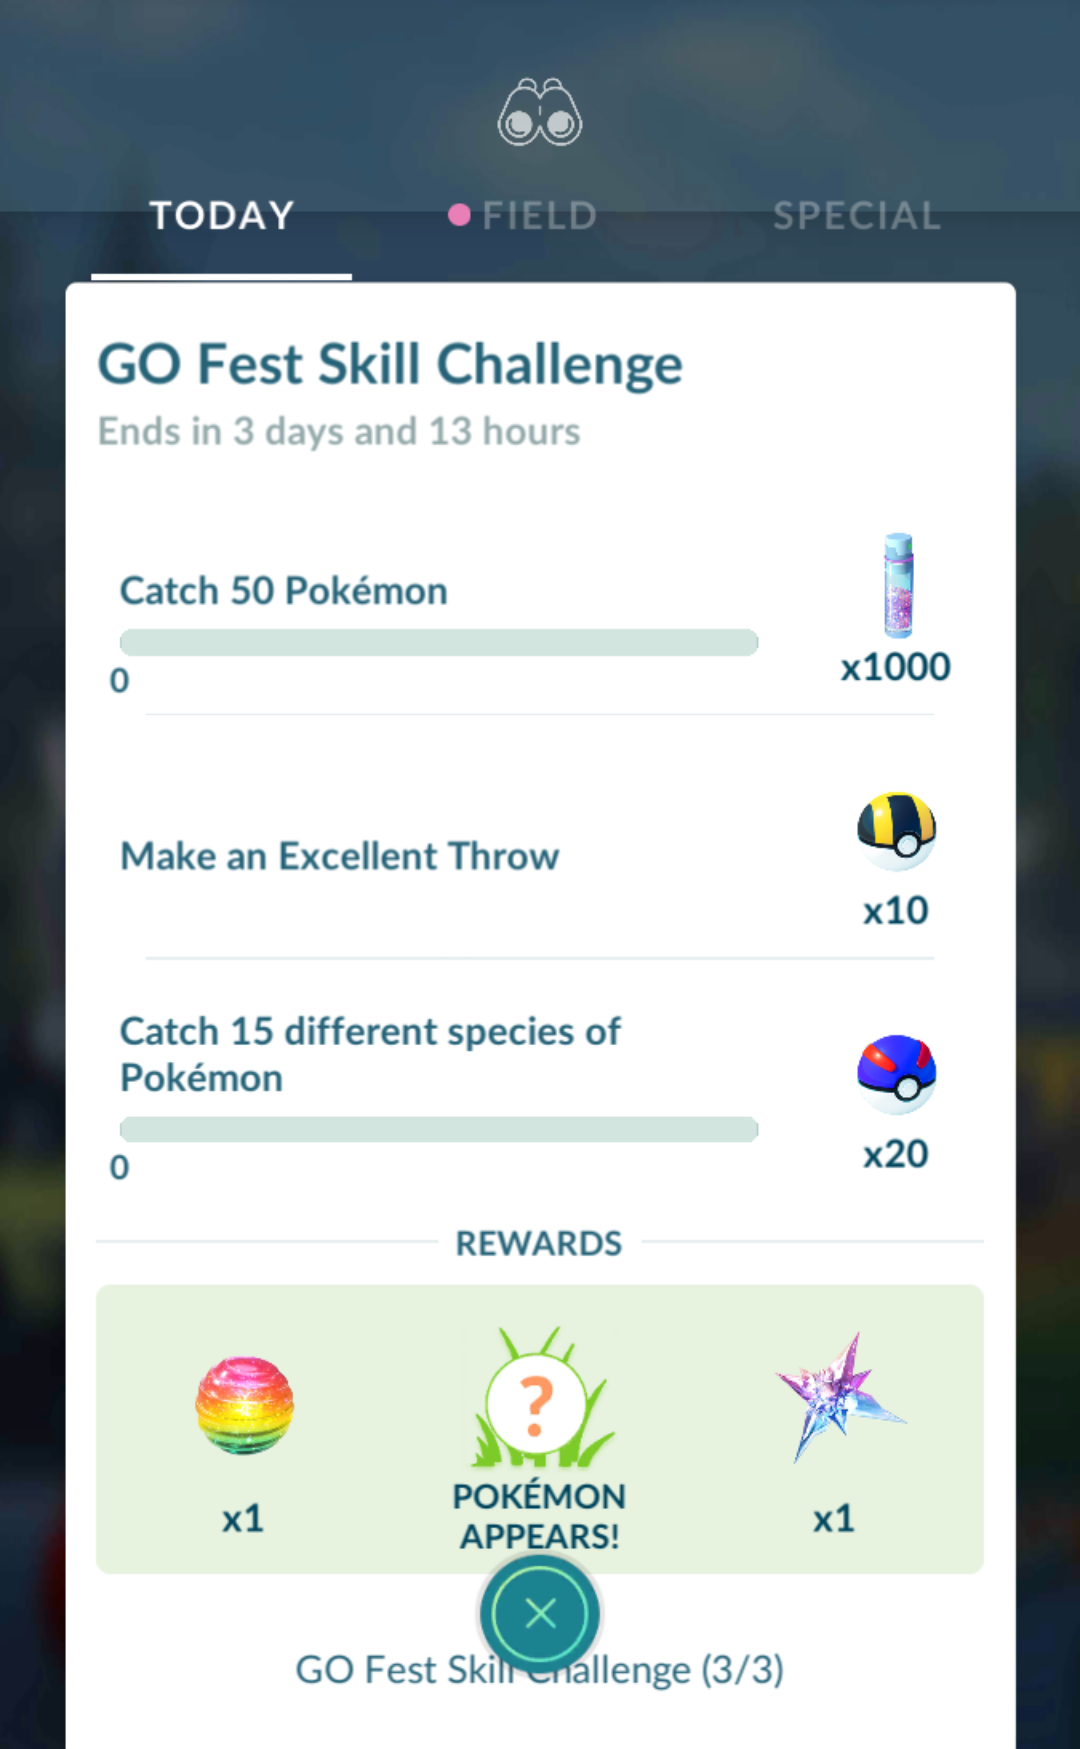 TODAY
FIELD
SPECIAL
GO Fest Skill Challenge
Ends in 3 days and 13 hours
Catch 50 Pokémon
0
x1000
Make an Excellent Throw
x10
Catch 15 different species of
Pokémon
0
x20
REWARDS
x1
?
POKÉMON
APPEARS!
x1
GO Fest Skill Challenge (3/3)